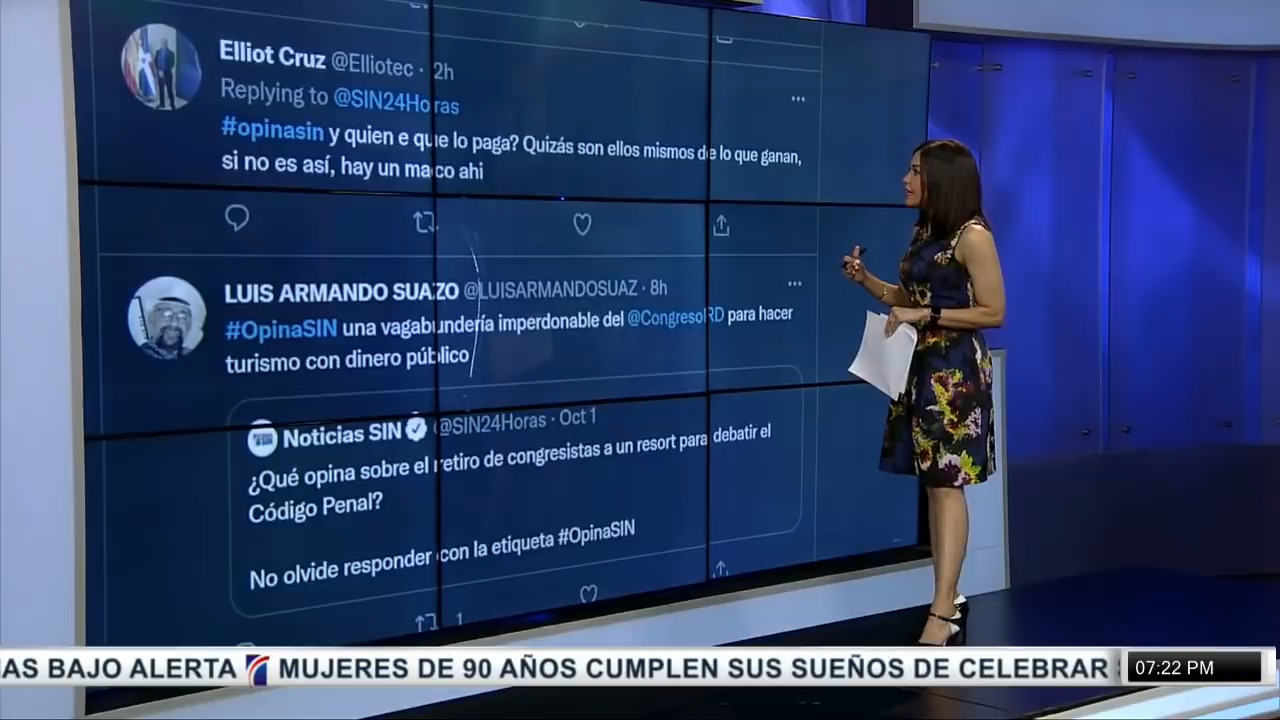 Elliot Cruz @Elliotec · 2h
Replying to @SIN24Horas
#opinasin y quien e que lo paga? Quizás son ellos mismos de lo que ganan,
si no es así, hay un maco ahi
LUIS ARMANDO SUAZO @LUISARMANDOSUAZ · 8h
#OpinaSIN una vagabundería imperdonable del @CongresoRD para hacer
turismo con dinero público
Noticias SIN @SIN24Horas · Oct 1
¿Qué opina sobre el retiro de congresistas a un resort para debatir el
Código Penal?
No olvide responder con la etiqueta #OpinaSIN
1
AS BAJO ALERTA MUJERES DE 90 AÑOS CUMPLEN SUS SUEÑOS DE CELEBRAR
07:22 PM